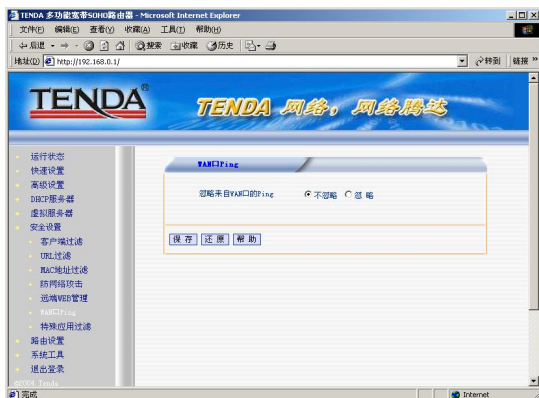 TENDA 多功能宽带SOHO路由器 - Microsoft Internet Explorer
文件(F) 编辑(E) 查看(V) 收藏(A) 工具(T) 帮助(H)
后退 搜索 收藏 历史
地址(D) http://192.168.0.1/ 转到 链接 »
TENDA®
TENDA 网络，网络腾达
运行状态
快速设置
高级设置
DHCP服务器
虚拟服务器
安全设置
客户端过滤
URL过滤
MAC地址过滤
防网络攻击
远端WEB管理
WAN口Ping
特殊应用过滤
路由设置
系统工具
退出登录
©2004 Tenda
WAN口Ping
忽略来自WAN口的Ping 不忽略 忽 略
保 存 还 原 帮 助
完成 Internet